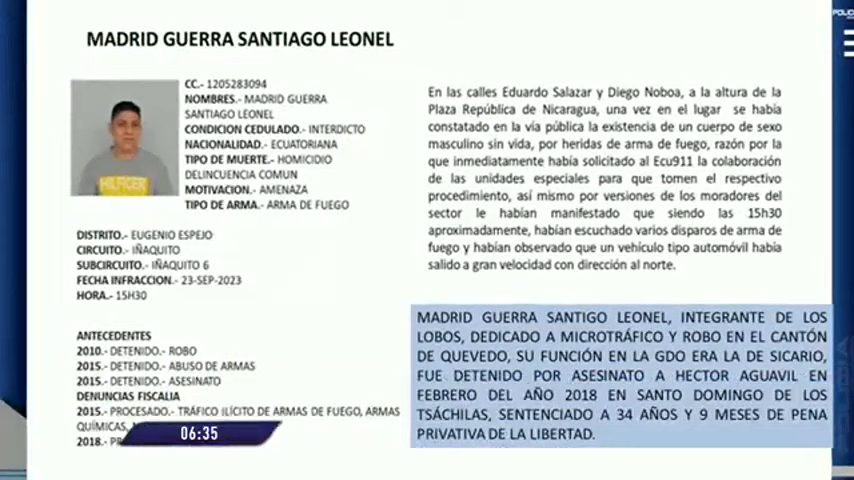 POLICIA
MADRID GUERRA SANTIAGO LEONEL
CC.- 1205283094
NOMBRES.- MADRID GUERRA
SANTIAGO LEONEL
CONDICION CEDULADO.- INTERDICTO
NACIONALIDAD.- ECUATORIANA
TIPO DE MUERTE.- HOMICIDIO
DELINCUENCIA COMUN
MOTIVACION.- AMENAZA
TIPO DE ARMA.- ARMA DE FUEGO
HILFIGER
DISTRITO.- EUGENIO ESPEJO
CIRCUITO.- IÑAQUITO
SUBCIRCUITO.- IÑAQUITO 6
FECHA INFRACCION.- 23-SEP-2023
HORA.- 15H30
ANTECEDENTES
2010.- DETENIDO.- ROBO
2015.- DETENIDO.- ABUSO DE ARMAS
2015.- DETENIDO.- ASESINATO
DENUNCIAS FISCALIA
2015.- PROCESADO.- TRÁFICO ILÍCITO DE ARMAS DE FUEGO, ARMAS
QUÍMICAS,
2018.-
06:35
En las calles Eduardo Salazar y Diego Noboa, a la altura de la
Plaza República de Nicaragua, una vez en el lugar se había
constatado en la vía pública la existencia de un cuerpo de sexo
masculino sin vida, por heridas de arma de fuego, razón por la
que inmediatamente había solicitado al Ecu911 la colaboración
de las unidades especiales para que tomen el respectivo
procedimiento, así mismo por versiones de los moradores del
sector le habían manifestado que siendo las 15h30
aproximadamente, habían escuchado varios disparos de arma de
fuego y habían observado que un vehículo tipo automóvil había
salido a gran velocidad con dirección al norte.
MADRID GUERRA SANTIGO LEONEL, INTEGRANTE DE LOS
LOBOS, DEDICADO A MICROTRÁFICO Y ROBO EN EL CANTÓN
DE QUEVEDO, SU FUNCIÓN EN LA GDO ERA LA DE SICARIO,
FUE DETENIDO POR ASESINATO A HECTOR AGUAVIL EN
FEBRERO DEL AÑO 2018 EN SANTO DOMINGO DE LOS
TSÁCHILAS, SENTENCIADO A 34 AÑOS Y 9 MESES DE PENA
PRIVATIVA DE LA LIBERTAD.